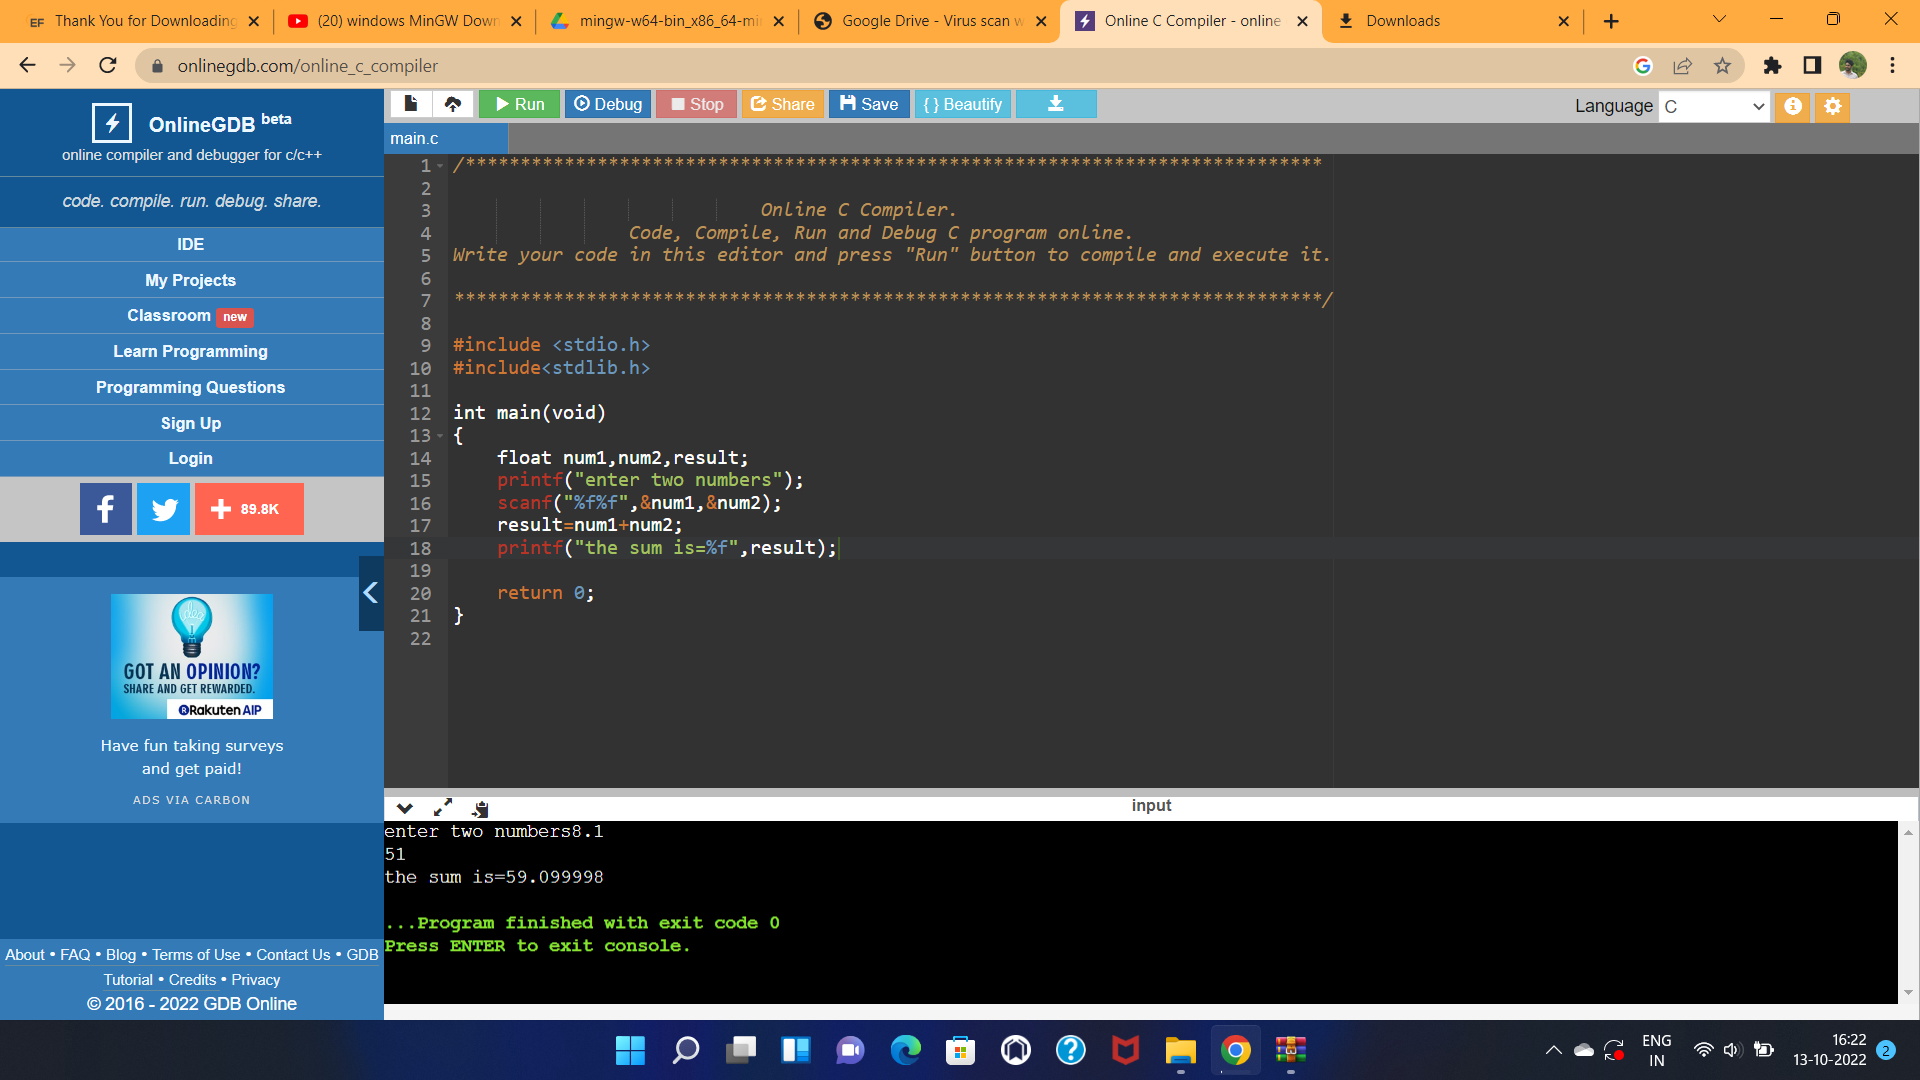 EF Thank You for Downloading
(20) windows MinGW Down
mingw-w64-bin_x86_64-mi
Google Drive - Virus scan w
Online C Compiler - online
Downloads
onlinegdb.com/online_c_compiler
OnlineGDB beta
online compiler and debugger for c/c++
code. compile. run. debug. share.
IDE
My Projects
Classroom new
Learn Programming
Programming Questions
Sign Up
Login
89.8K
GOT AN OPINION?
SHARE AND GET REWARDED.
Rakuten AIP
Have fun taking surveys
and get paid!
ADS VIA CARBON
About • FAQ • Blog • Terms of Use • Contact Us • GDB
Tutorial • Credits • Privacy
© 2016 - 2022 GDB Online
Run Debug Stop Share Save {} Beautify
Language C
main.c
1 /******************************************************************************
2
3 Online C Compiler.
4 Code, Compile, Run and Debug C program online.
5 Write your code in this editor and press "Run" button to compile and execute it.
6
7 *******************************************************************************/
8
9 #include <stdio.h>
10 #include<stdlib.h>
11
12 int main(void)
13 {
14 float num1,num2,result;
15 printf("enter two numbers");
16 scanf("%f%f",&num1,&num2);
17 result=num1+num2;
18 printf("the sum is=%f",result);
19
20 return 0;
21 }
22
input
enter two numbers8.1
51
the sum is=59.099998
...Program finished with exit code 0
Press ENTER to exit console.
ENG
IN
16:22
13-10-2022
2